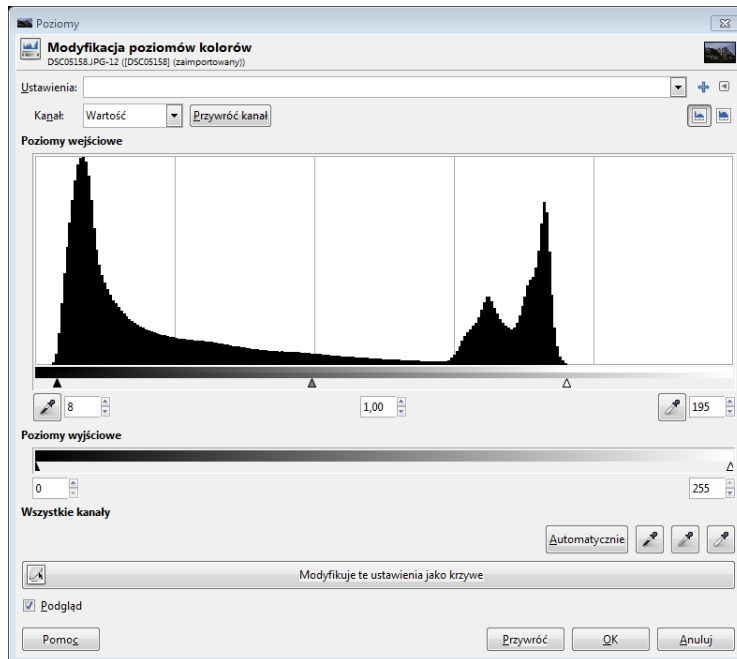 Poziomy
Modyfikacja poziomów kolorów
DSC05158.JPG-12 ([DSC05158] (zaimportowany))
Ustawienia:
Kanał: Wartość Przywróć kanał
Poziomy wejściowe
8 1,00 195
Poziomy wyjściowe
0 255
Wszystkie kanały
Automatycznie
Modyfikuje te ustawienia jako krzywe
Podgląd
Pomoc Przywróć OK Anuluj